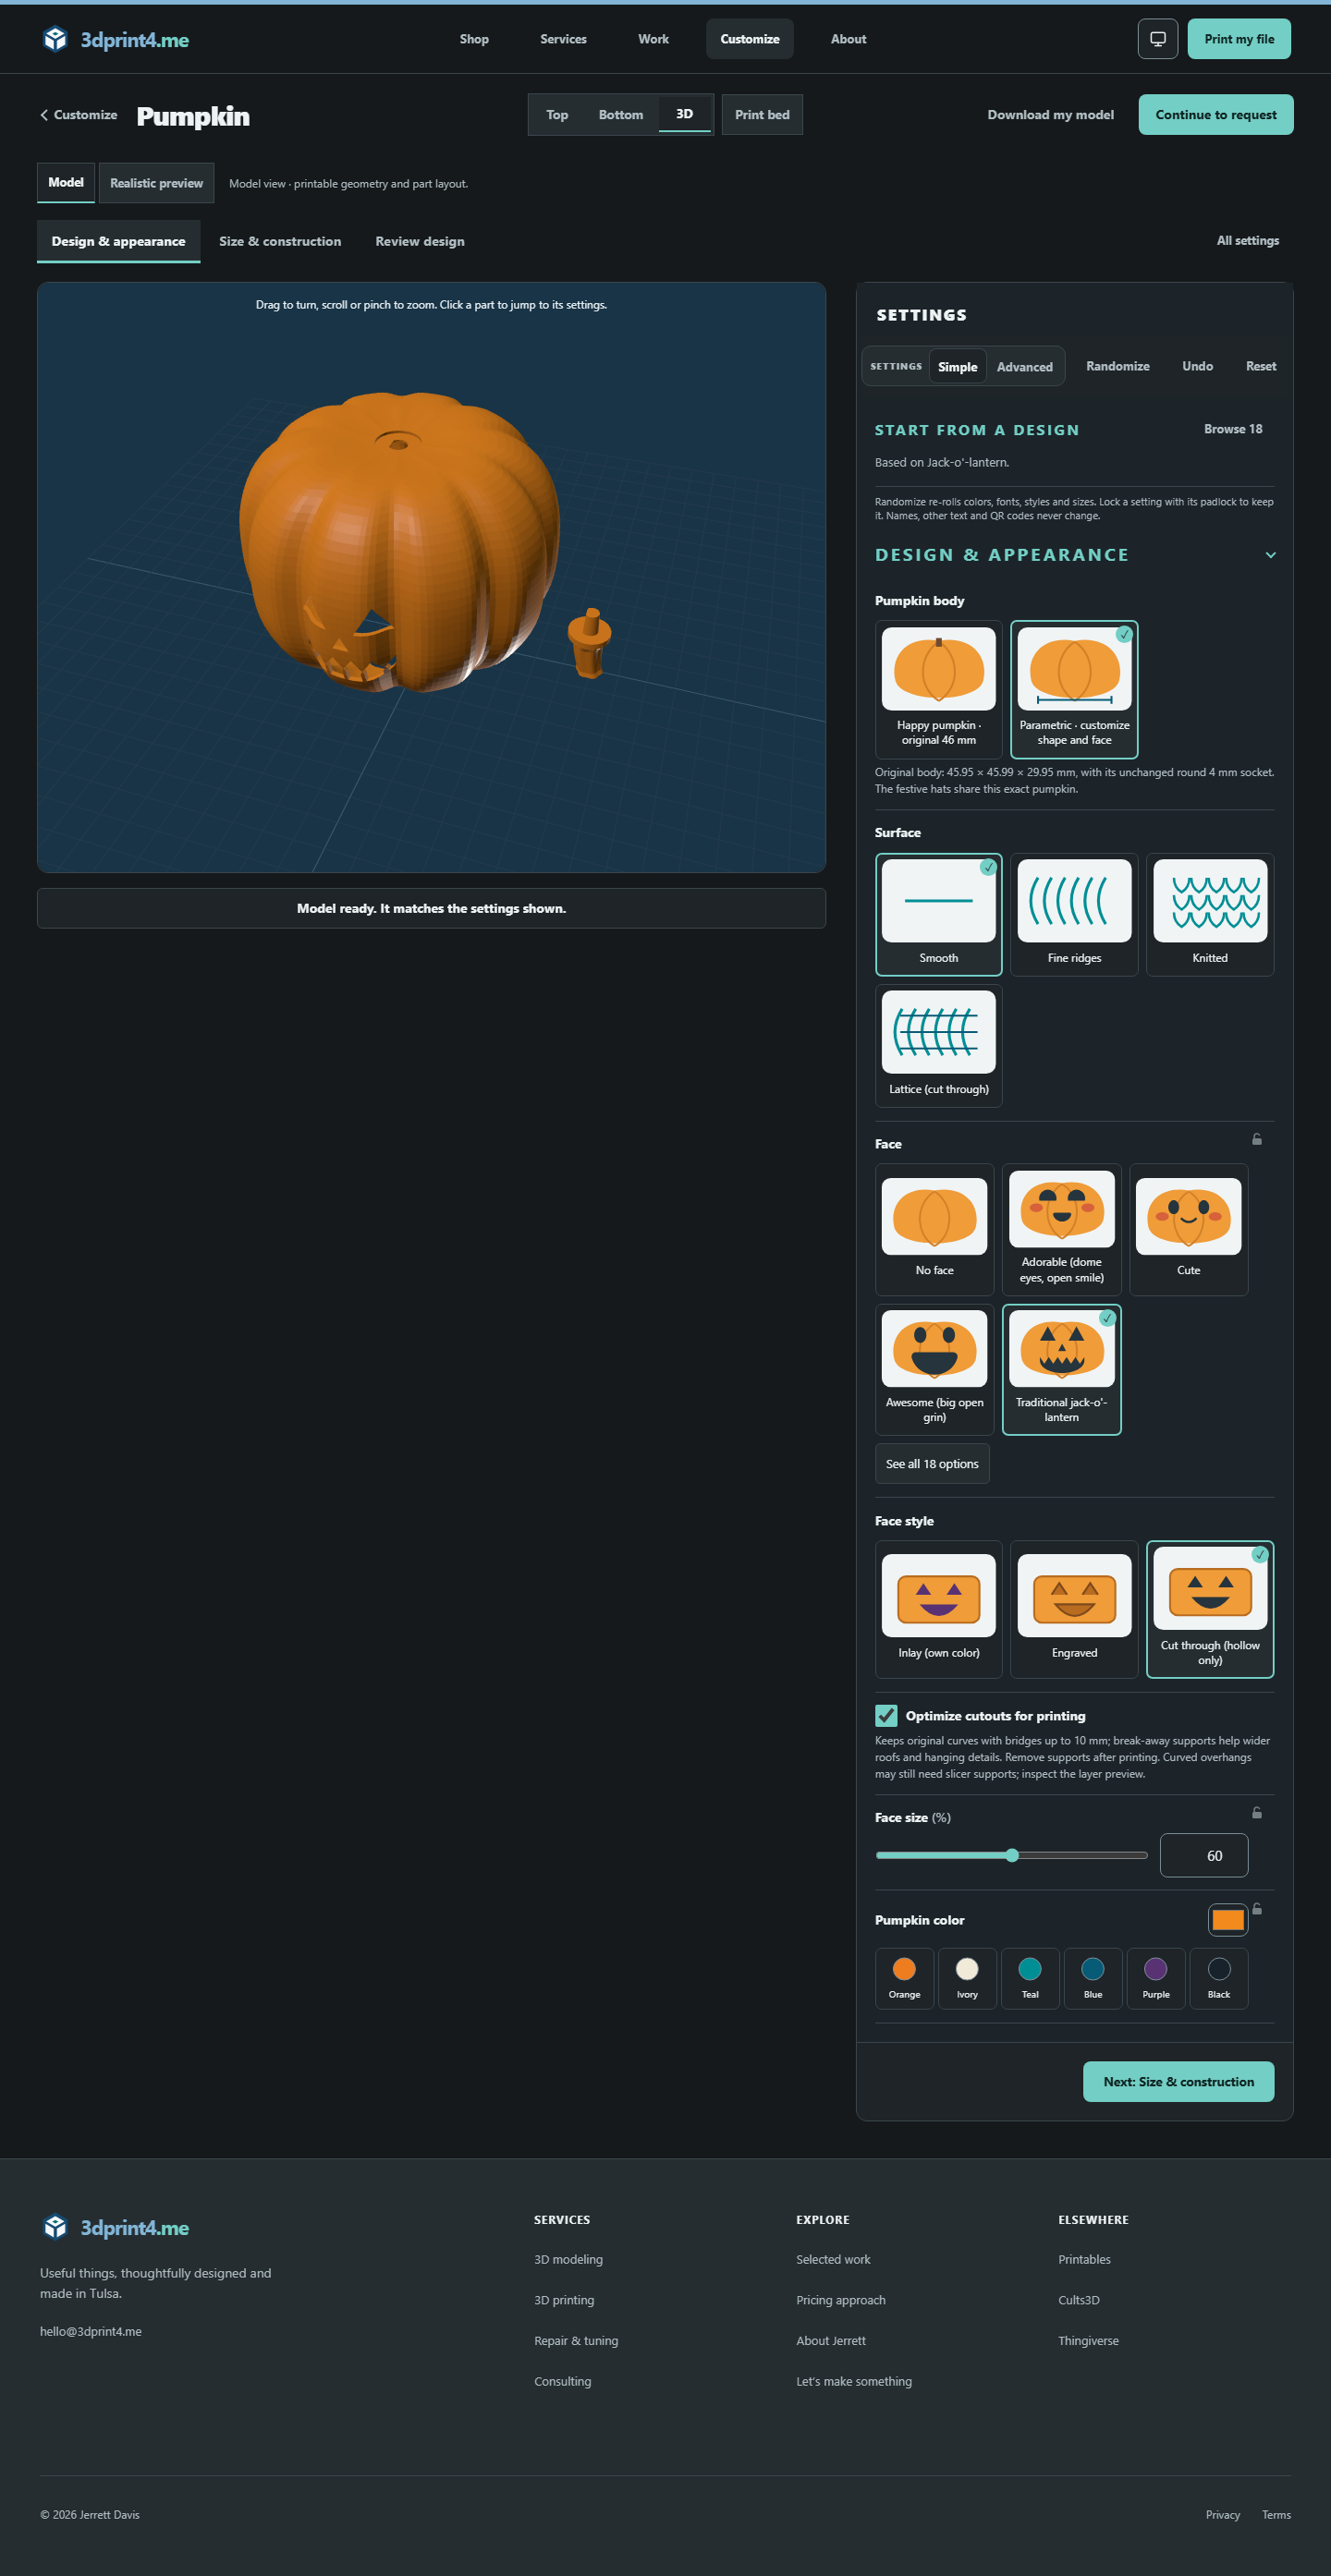 3dprint4.me
Shop
Services
Work
Customize
About
Print my file
Customize
Pumpkin
Top
Bottom
3D
Print bed
Download my model
Continue to request
Model
Realistic preview
Model view · printable geometry and part layout.
Design & appearance
Size & construction
Review design
All settings
Drag to turn, scroll or pinch to zoom. Click a part to jump to its settings.
Model ready. It matches the settings shown.
SETTINGS
SETTINGS
Simple
Advanced
Randomize
Undo
Reset
START FROM A DESIGN
Browse 18
Based on Jack-o'-lantern.
Randomize re-rolls colors, fonts, styles and sizes. Lock a setting with its padlock to keep
it. Names, other text and QR codes never change.
DESIGN & APPEARANCE
Pumpkin body
Happy pumpkin ·
original 46 mm
Parametric · customize
shape and face
Original body: 45.95 × 45.99 × 29.95 mm, with its unchanged round 4 mm socket.
The festive hats share this exact pumpkin.
Surface
Smooth
Fine ridges
Knitted
Lattice (cut through)
Face
No face
Adorable (dome
eyes, open smile)
Cute
Awesome (big open
grin)
Traditional jack-o'-
lantern
See all 18 options
Face style
Inlay (own color)
Engraved
Cut through (hollow
only)
Optimize cutouts for printing
Keeps original curves with bridges up to 10 mm; break-away supports help wider
roofs and hanging details. Remove supports after printing. Curved overhangs
may still need slicer supports; inspect the layer preview.
Face size (%)
60
Pumpkin color
Orange
Ivory
Teal
Blue
Purple
Black
Next: Size & construction
3dprint4.me
Useful things, thoughtfully designed and
made in Tulsa.
hello@3dprint4.me
SERVICES
3D modeling
3D printing
Repair & tuning
Consulting
EXPLORE
Selected work
Pricing approach
About Jerrett
Let's make something
ELSEWHERE
Printables
Cults3D
Thingiverse
© 2026 Jerrett Davis
Privacy
Terms